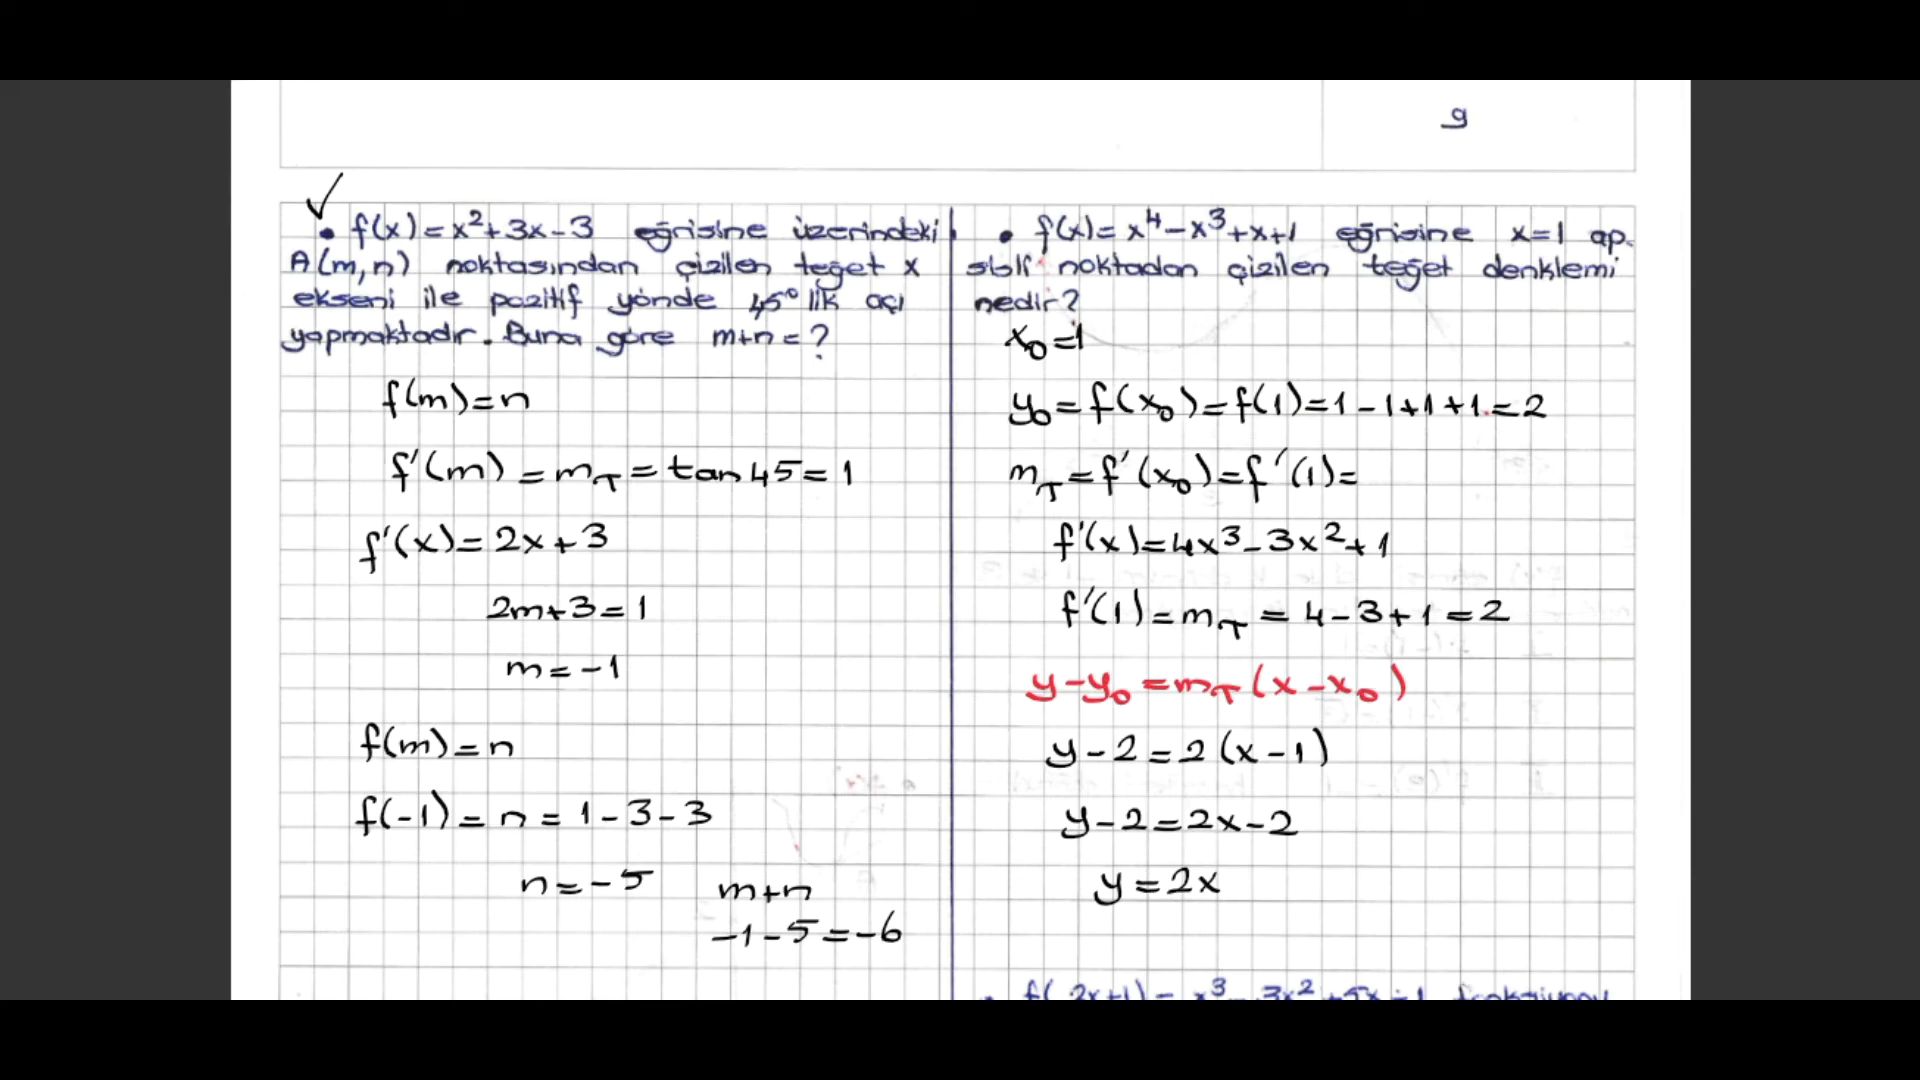 9
• f(x)=x²+3x-3 eğrisine üzerindeki
A(m,n) noktasından çizilen teğet x
ekseni ile pozitif yönde 45° lik açı
yapmaktadır. Buna göre m+n=?
f(m)=n
f'(m)=m_T=tan45=1
f'(x)=2x+3
2m+3=1
m=-1
f(m)=n
f(-1)=n=1-3-3
n=-5
m+n
-1-5=-6
• f(x)=x⁴-x³+x+1 eğrisine x=1 ap.
sisli noktadan çizilen teğet denklemi
nedir?
x₀=1
y₀=f(x₀)=f(1)=1-1+1+1=2
m_T=f'(x₀)=f'(1)=
f'(x)=4x³-3x²+1
f'(1)=m_T=4-3+1=2
y-y₀=m_T(x-x₀)
y-2=2(x-1)
y-2=2x-2
y=2x